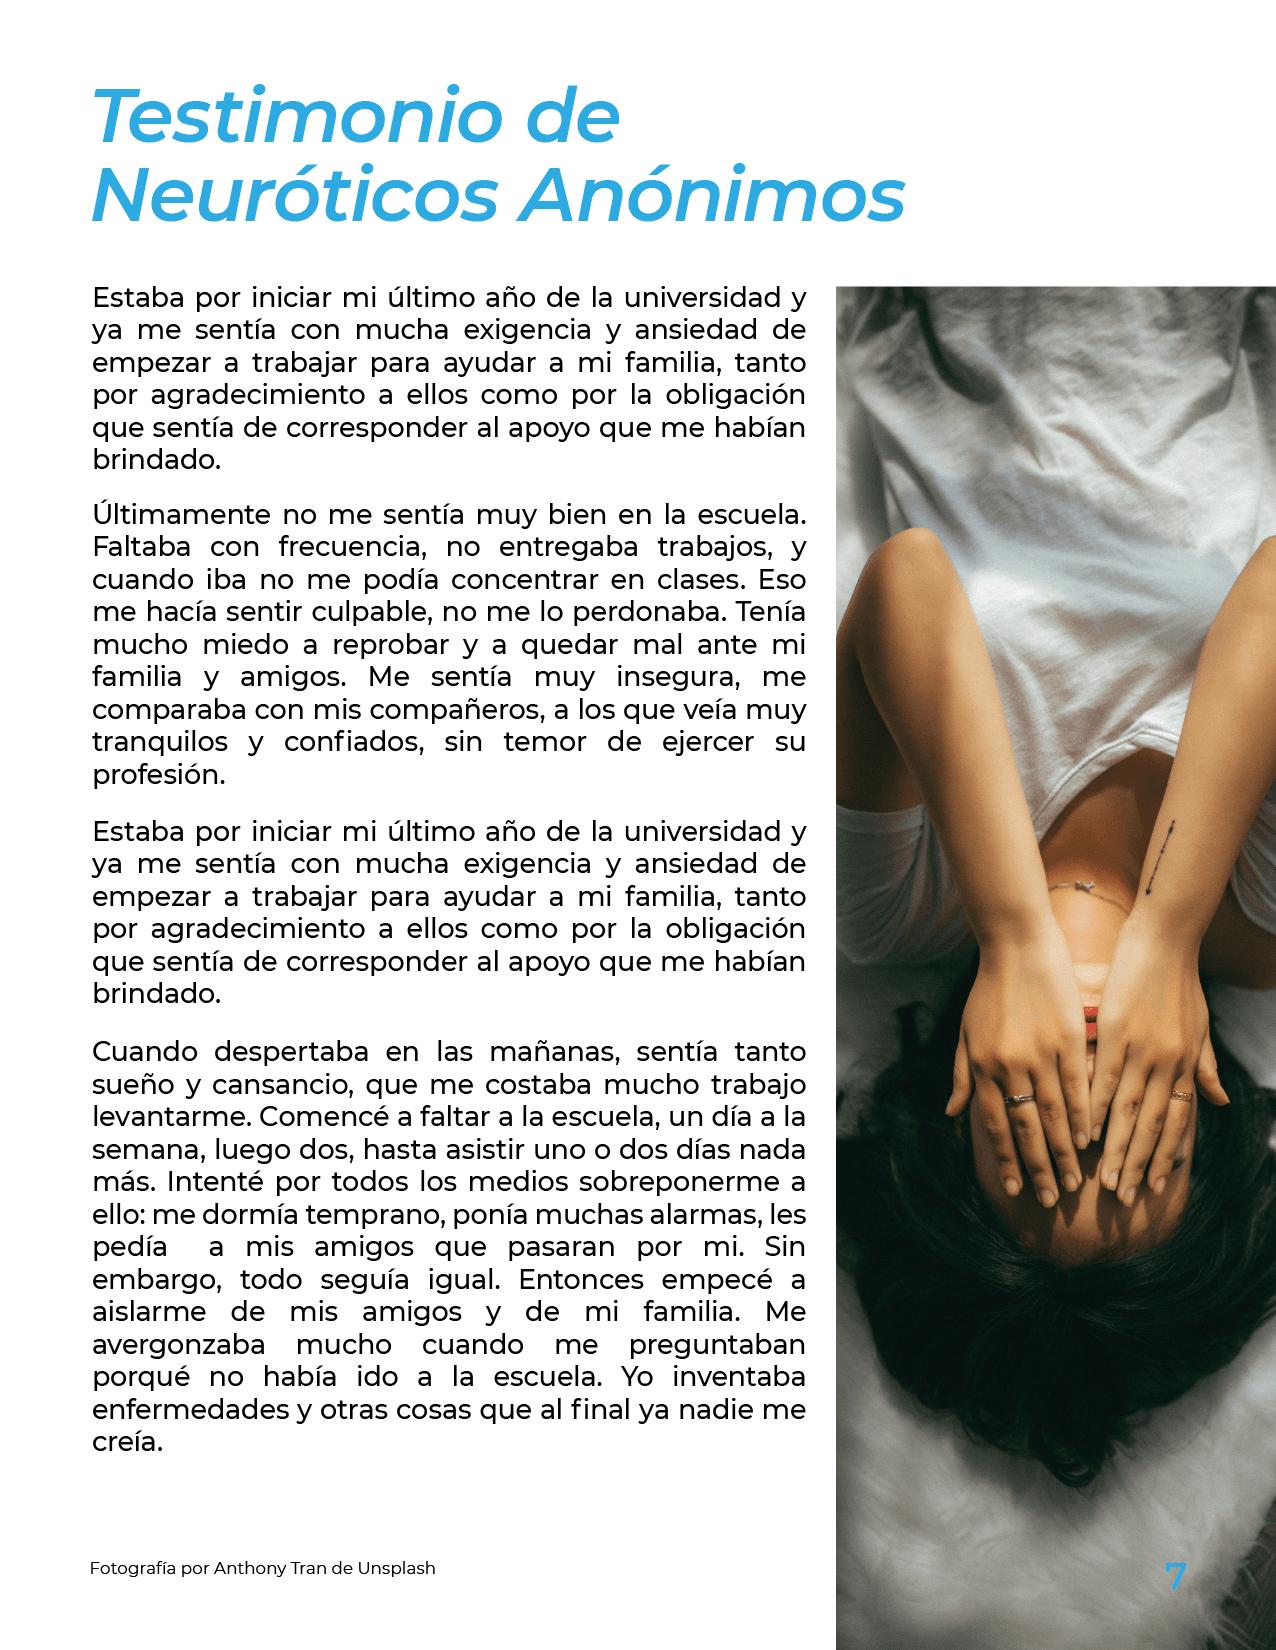 Testimonio de
Neuróticos Anónimos
Estaba por iniciar mi último año de la universidad y
ya me sentía con mucha exigencia y ansiedad de
empezar a trabajar para ayudar a mi familia, tanto
por agradecimiento a ellos como por la obligación
que sentía de corresponder al apoyo que me habían
brindado.
Últimamente no me sentía muy bien en la escuela.
Faltaba con frecuencia, no entregaba trabajos, y
cuando iba no me podía concentrar en clases. Eso
me hacía sentir culpable, no me lo perdonaba. Tenía
mucho miedo a reprobar y a quedar mal ante mi
familia y amigos. Me sentía muy insegura, me
comparaba con mis compañeros, a los que veía muy
tranquilos y confiados, sin temor de ejercer su
profesión.
Estaba por iniciar mi último año de la universidad y
ya me sentía con mucha exigencia y ansiedad de
empezar a trabajar para ayudar a mi familia, tanto
por agradecimiento a ellos como por la obligación
que sentía de corresponder al apoyo que me habían
brindado.
Cuando despertaba en las mañanas, sentía tanto
sueño y cansancio, que me costaba mucho trabajo
levantarme. Comencé a faltar a la escuela, un día a la
semana, luego dos, hasta asistir uno o dos días nada
más. Intenté por todos los medios sobreponerme a
ello: me dormía temprano, ponía muchas alarmas, les
pedía a mis amigos que pasaran por mi. Sin
embargo, todo seguía igual. Entonces empecé a
aislarme de mis amigos y de mi familia. Me
avergonzaba mucho cuando me preguntaban
porqué no había ido a la escuela. Yo inventaba
enfermedades y otras cosas que al final ya nadie me
creía.
Fotografía por Anthony Tran de Unsplash
7